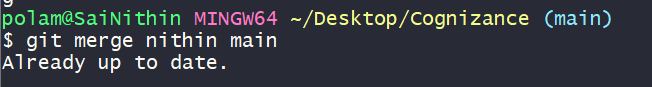 polam@SaiNithin MINGW64 ~/Desktop/Cognizance (main)
$ git merge nithin main
Already up to date.